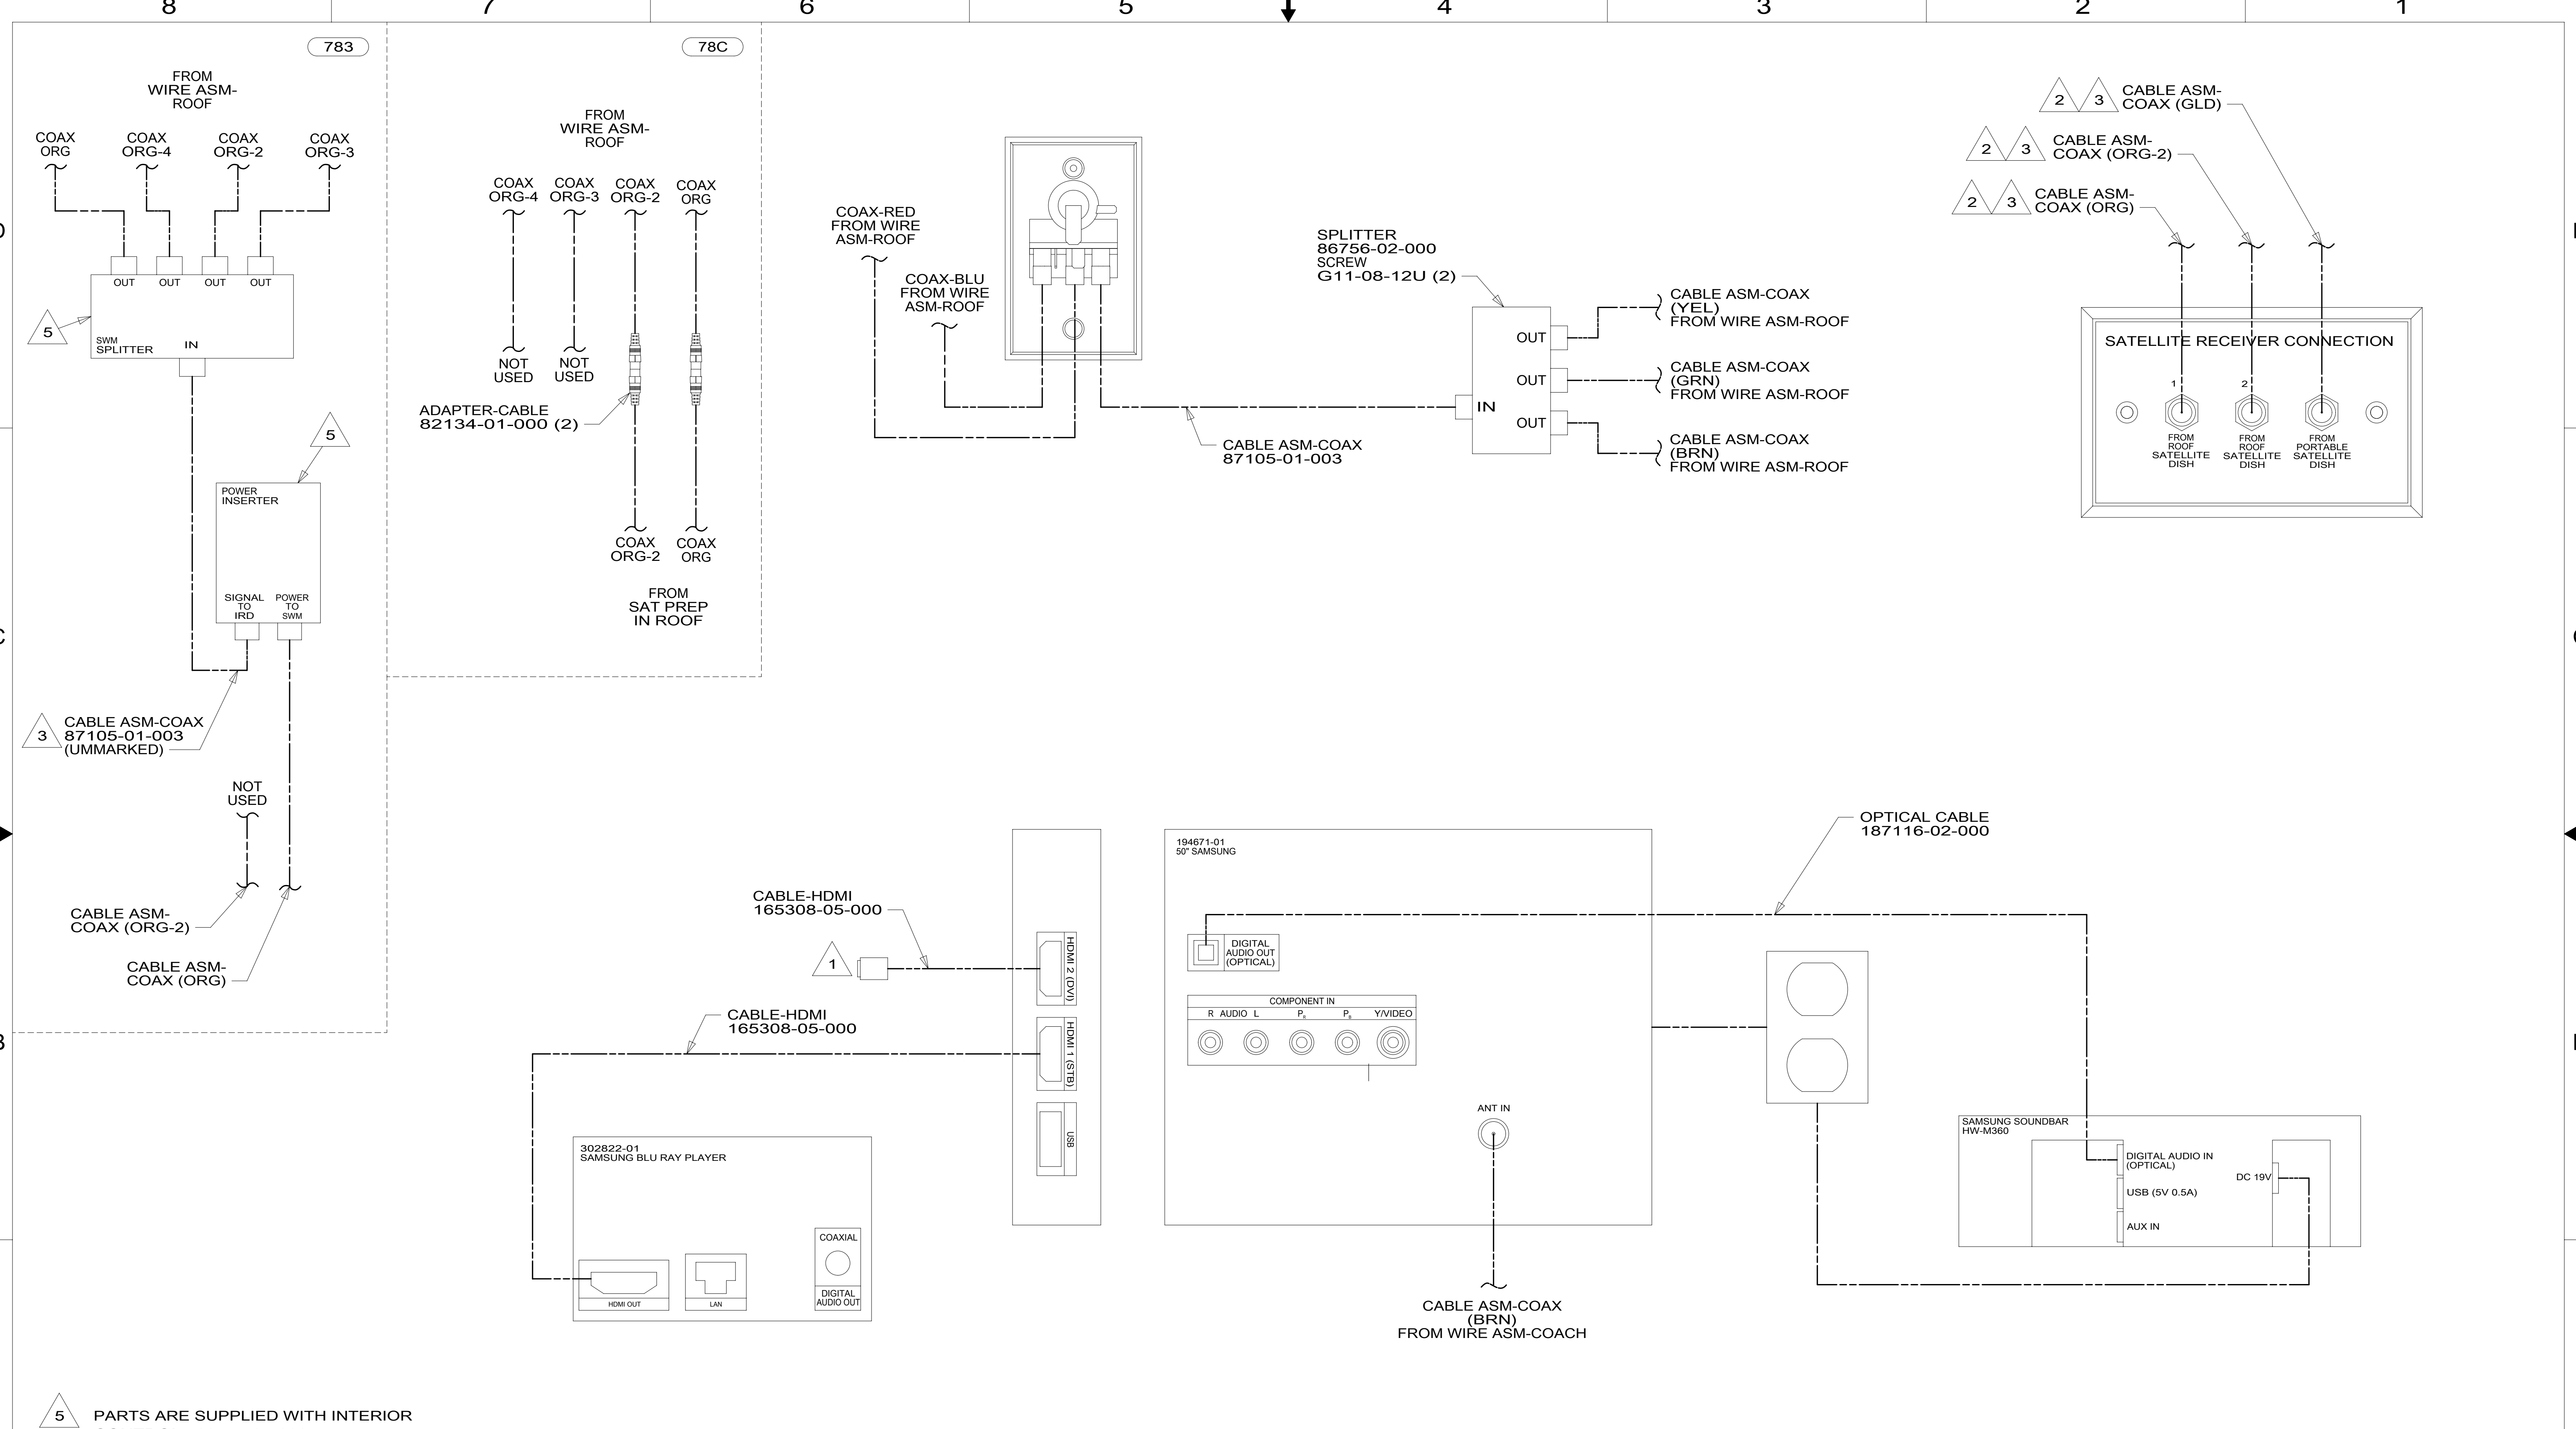 8
7
6
5
4
3
2
1
783
FROM
WIRE ASM-
ROOF
COAX
ORG
COAX
ORG-4
COAX
ORG-2
COAX
ORG-3
OUT
OUT
OUT
OUT
5
SWM
SPLITTER
IN
5
POWER
INSERTER
SIGNAL
TO
IRD
POWER
TO
SWM
3
CABLE ASM-COAX
87105-01-003
(UMMARKED)
NOT
USED
CABLE ASM-
COAX (ORG-2)
CABLE ASM-
COAX (ORG)
78C
FROM
WIRE ASM-
ROOF
COAX
ORG-4
COAX
ORG-3
COAX
ORG-2
COAX
ORG
NOT
USED
NOT
USED
ADAPTER-CABLE
82134-01-000 (2)
COAX
ORG-2
COAX
ORG
FROM
SAT PREP
IN ROOF
COAX-RED
FROM WIRE
ASM-ROOF
COAX-BLU
FROM WIRE
ASM-ROOF
CABLE ASM-COAX
87105-01-003
SPLITTER
86756-02-000
SCREW
G11-08-12U (2)
IN
OUT
OUT
OUT
CABLE ASM-COAX
(YEL)
FROM WIRE ASM-ROOF
CABLE ASM-COAX
(GRN)
FROM WIRE ASM-ROOF
CABLE ASM-COAX
(BRN)
FROM WIRE ASM-ROOF
2
3
CABLE ASM-
COAX (GLD)
2
3
CABLE ASM-
COAX (ORG-2)
2
3
CABLE ASM-
COAX (ORG)
SATELLITE RECEIVER CONNECTION
1
2
FROM
ROOF
SATELLITE
DISH
FROM
ROOF
SATELLITE
DISH
FROM
PORTABLE
SATELLITE
DISH
C
CABLE-HDMI
165308-05-000
1
CABLE-HDMI
165308-05-000
HDMI 2 (DVI)
HDMI 1 (STB)
USB
302822-01
SAMSUNG BLU RAY PLAYER
HDMI OUT
LAN
COAXIAL
DIGITAL
AUDIO OUT
194671-01
50" SAMSUNG
DIGITAL
AUDIO OUT
(OPTICAL)
COMPONENT IN
R AUDIO L PR PB Y/VIDEO
ANT IN
CABLE ASM-COAX
(BRN)
FROM WIRE ASM-COACH
OPTICAL CABLE
187116-02-000
SAMSUNG SOUNDBAR
HW-M360
DIGITAL AUDIO IN
(OPTICAL)
USB (5V 0.5A)
AUX IN
DC 19V
5
PARTS ARE SUPPLIED WITH INTERIOR